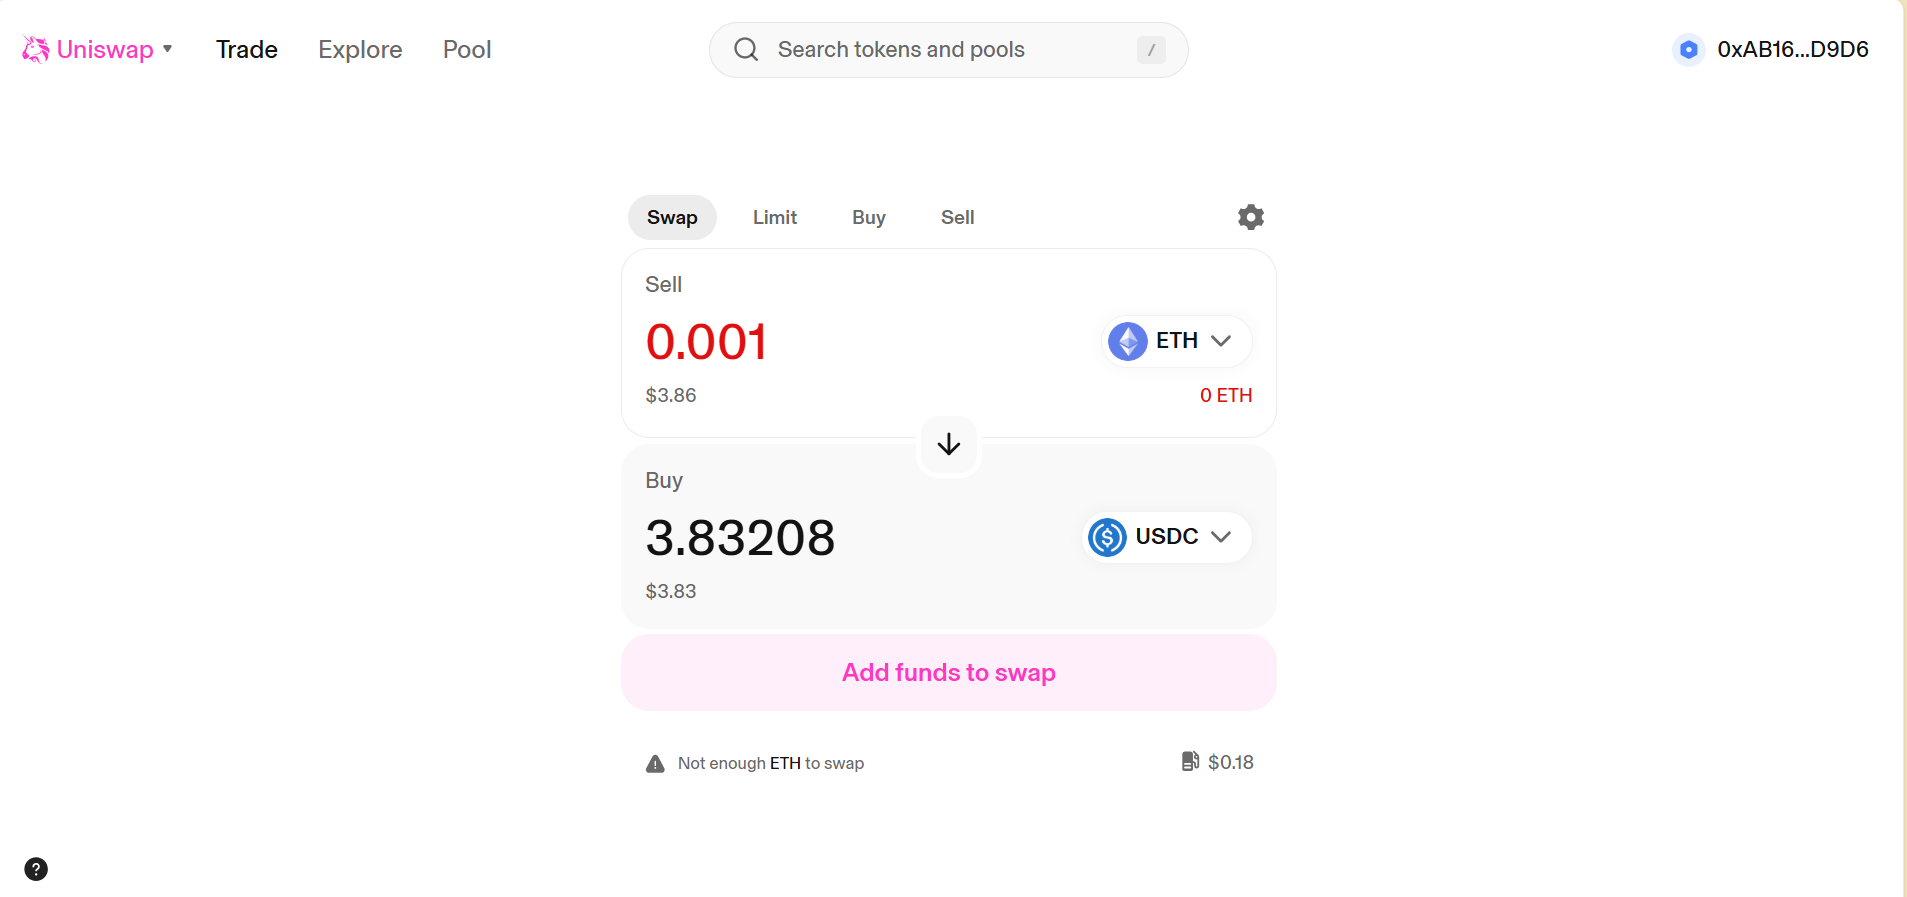 Uniswap Trade Explore Pool Search tokens and pools / 0xAB16...D9D6
Swap Limit Buy Sell
Sell
0.001 ETH
$3.86 0 ETH
Buy
3.83208 $ USDC
$3.83
Add funds to swap
! Not enough ETH to swap $0.18
?